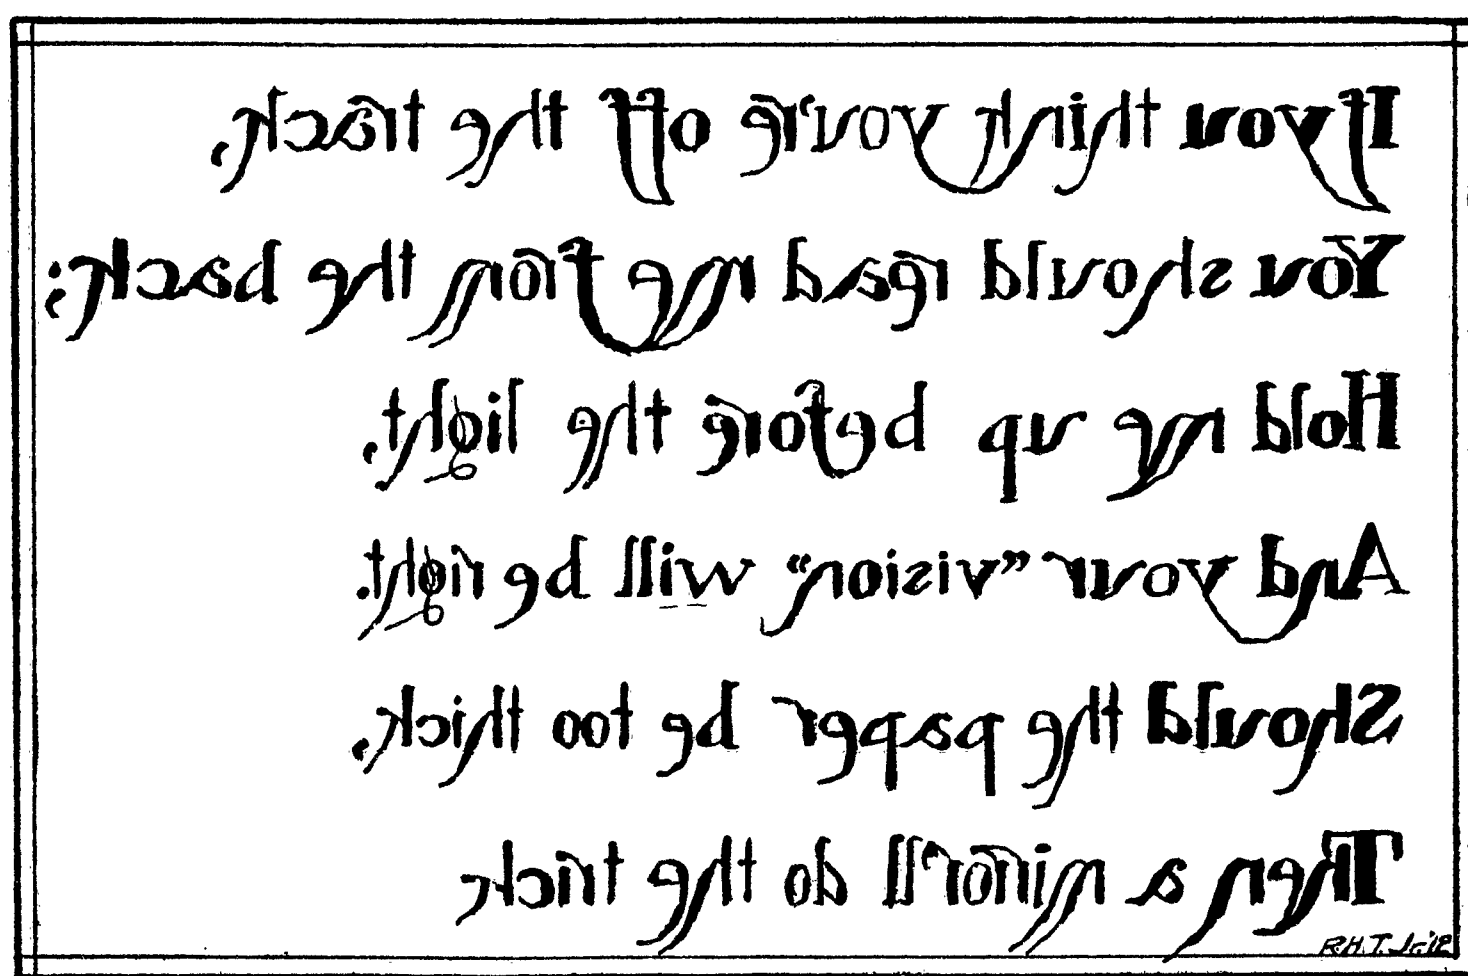 If you think you're off the track,
You should read me from the back;
Hold me up before the light,
And your "vision" will be right.
Should the paper be too thick,
Then a mirror'll do the trick